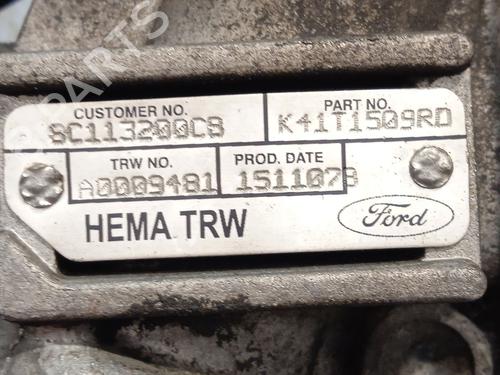 CUSTOMER NO.
8C113200CB
PART NO.
K41T1509RD
TRW NO.
A0009481
PROD. DATE
1511078
HEMA TRW
Ford